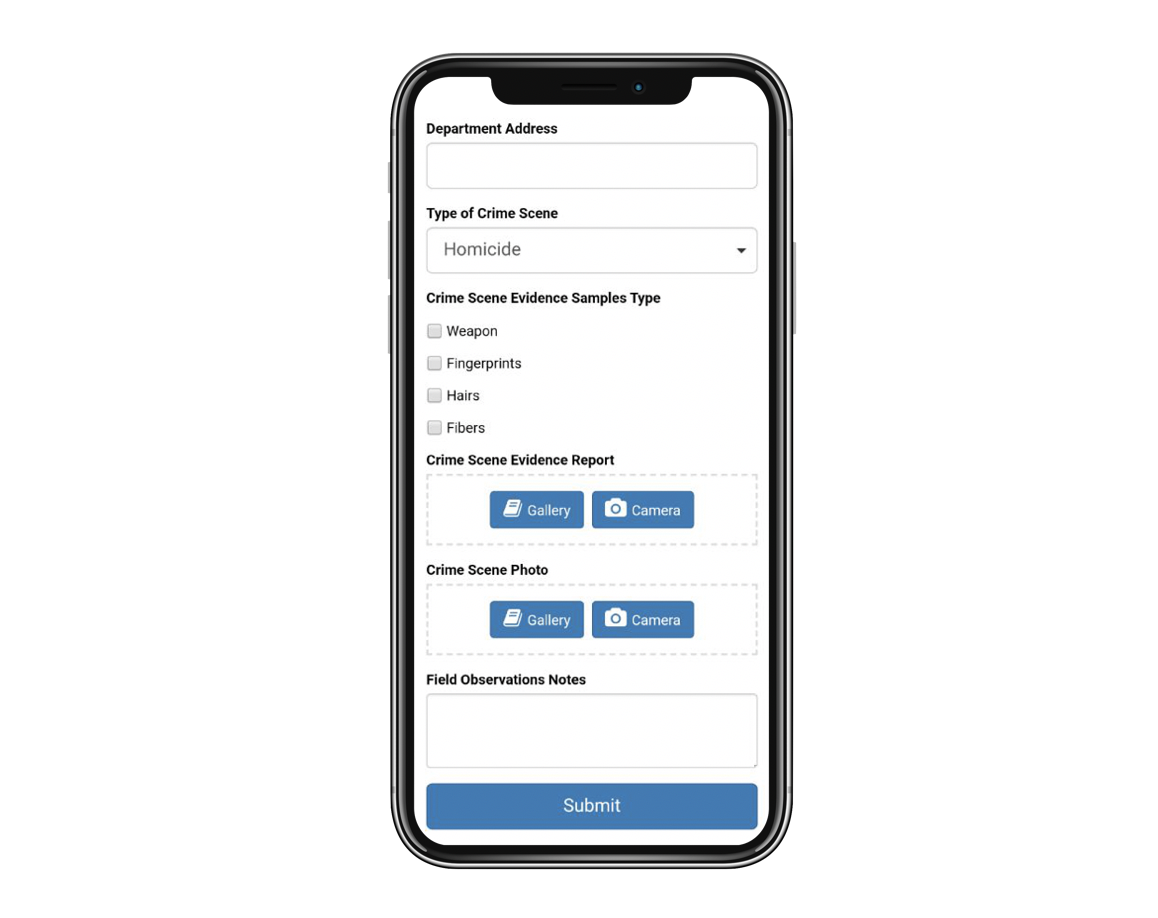 Department Address
Type of Crime Scene
Homicide
Crime Scene Evidence Samples Type
Weapon
Fingerprints
Hairs
Fibers
Crime Scene Evidence Report
Gallery Camera
Crime Scene Photo
Gallery Camera
Field Observations Notes
Submit